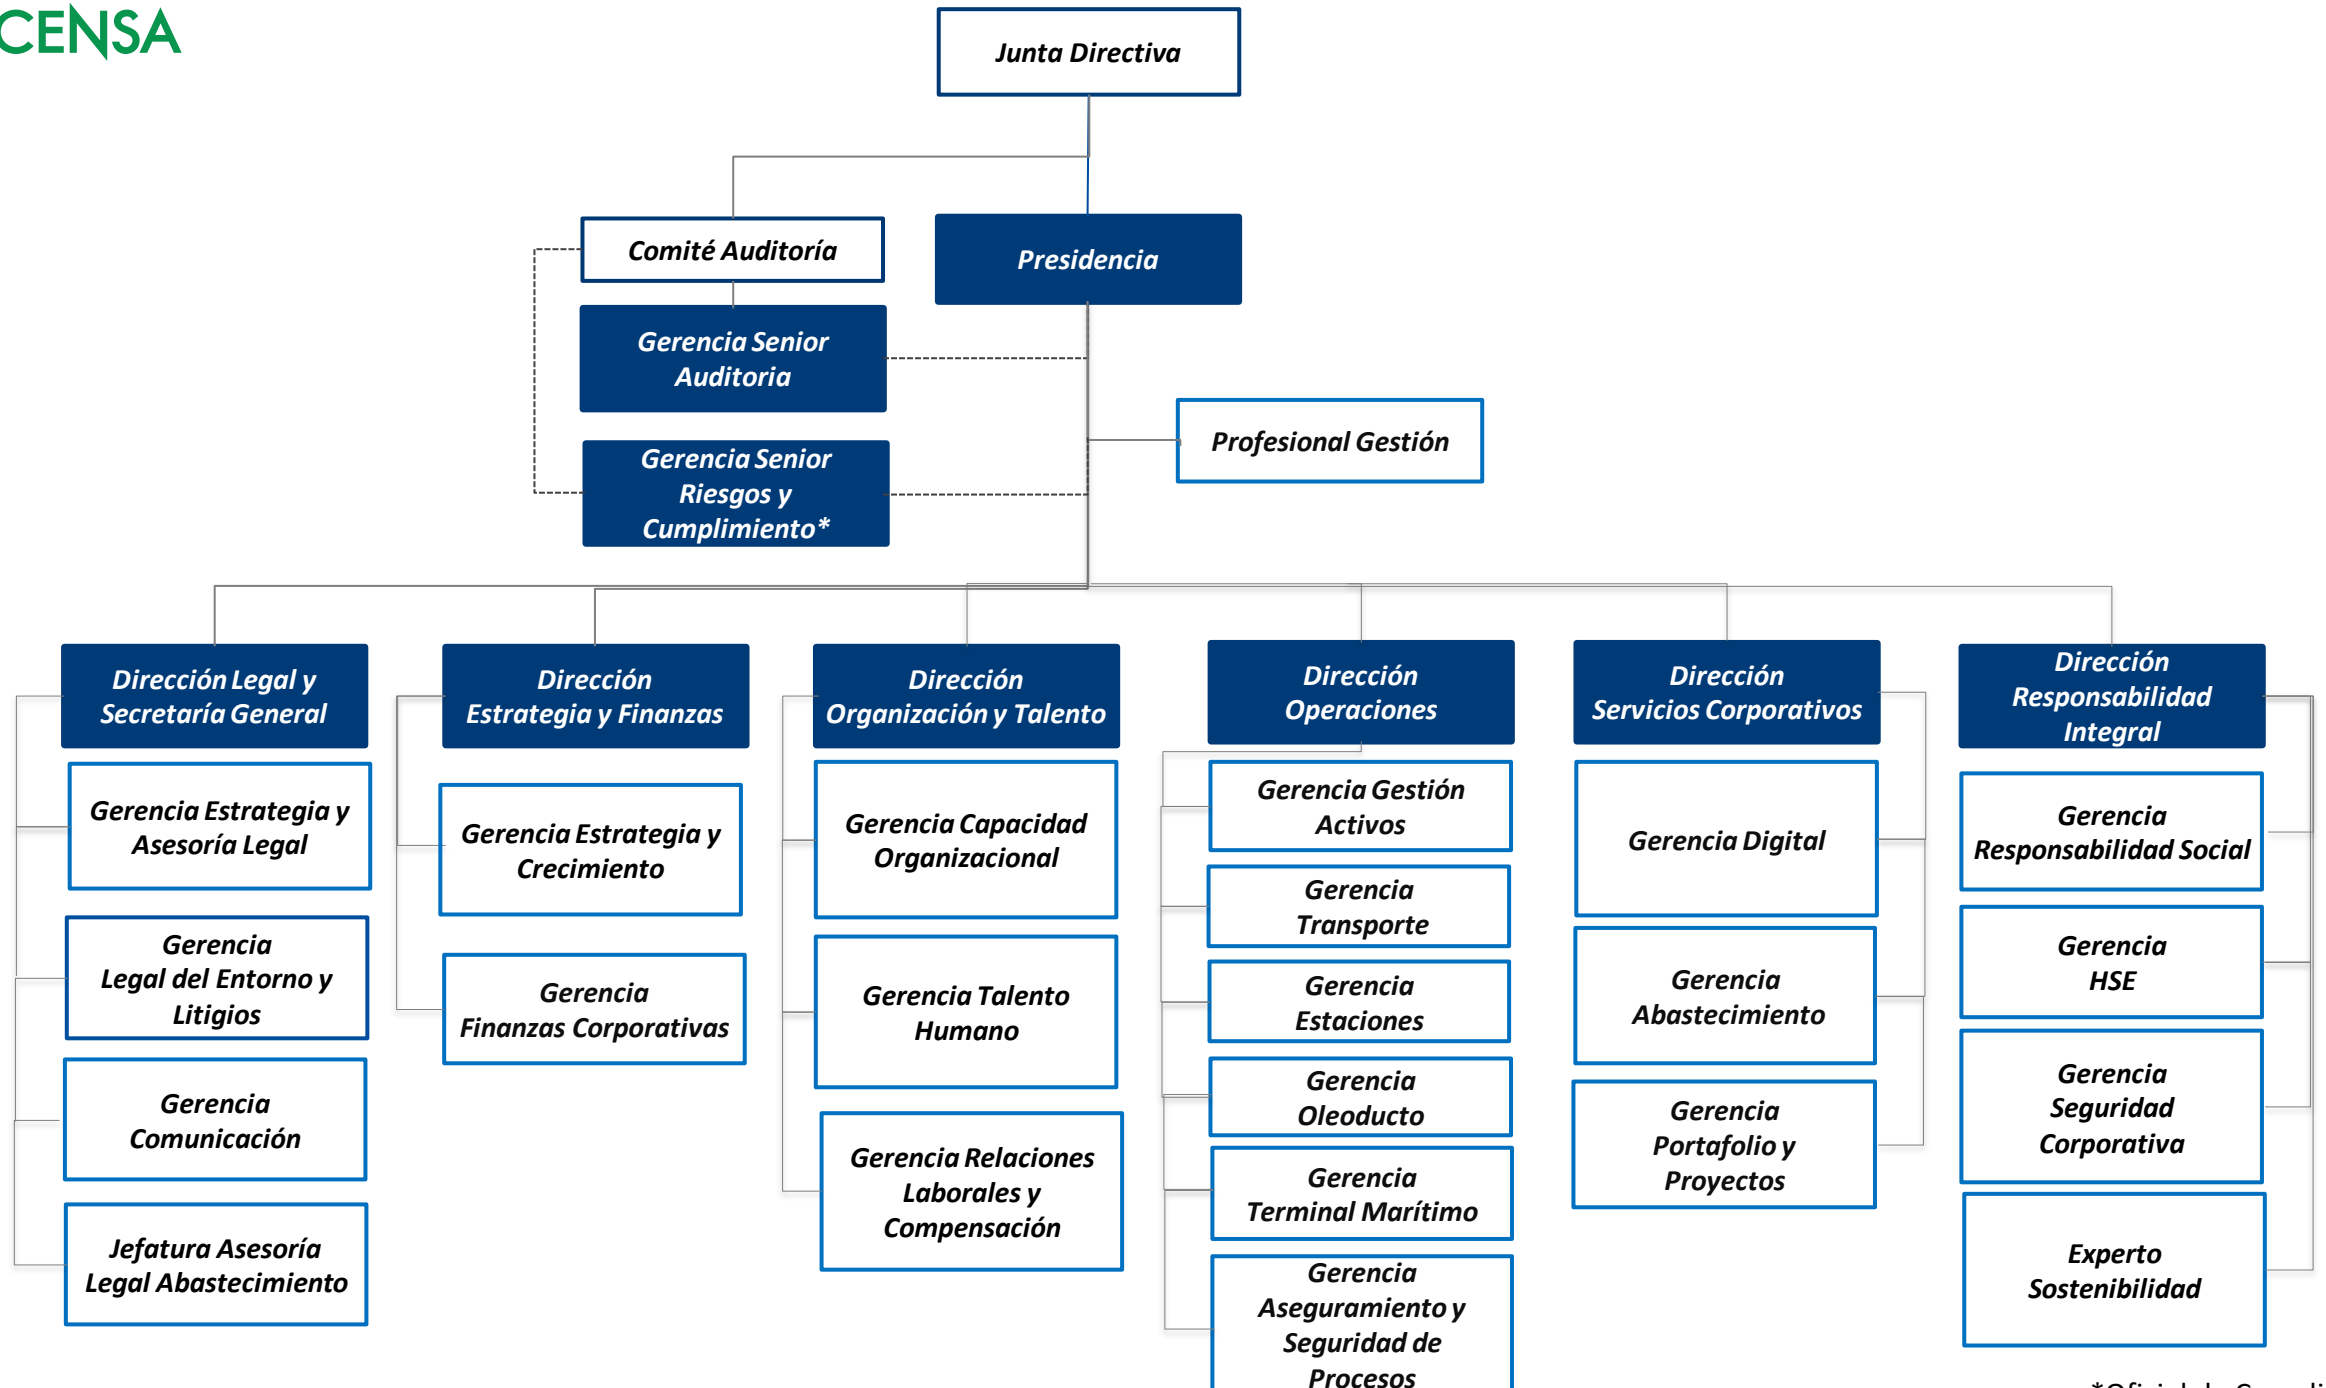 CENSA
Junta Directiva
Comité Auditoría
Presidencia
Gerencia Senior
Auditoria
Profesional Gestión
Gerencia Senior
Riesgos y
Cumplimiento*
Dirección Legal y
Secretaría General
Gerencia Estrategia y
Asesoría Legal
Gerencia
Legal del Entorno y
Litigios
Gerencia
Comunicación
Jefatura Asesoría
Legal Abastecimiento
Dirección
Estrategia y Finanzas
Gerencia Estrategia y
Crecimiento
Gerencia
Finanzas Corporativas
Dirección
Organización y Talento
Gerencia Capacidad
Organizacional
Gerencia Talento
Humano
Gerencia Relaciones
Laborales y
Compensación
Dirección
Operaciones
Gerencia Gestión
Activos
Gerencia
Transporte
Gerencia
Estaciones
Gerencia
Oleoducto
Gerencia
Terminal Marítimo
Gerencia
Aseguramiento y
Seguridad de
Procesos
Dirección
Servicios Corporativos
Gerencia Digital
Gerencia
Abastecimiento
Gerencia
Portafolio y
Proyectos
Dirección
Responsabilidad
Integral
Gerencia
Responsabilidad Social
Gerencia
HSE
Gerencia
Seguridad
Corporativa
Experto
Sostenibilidad